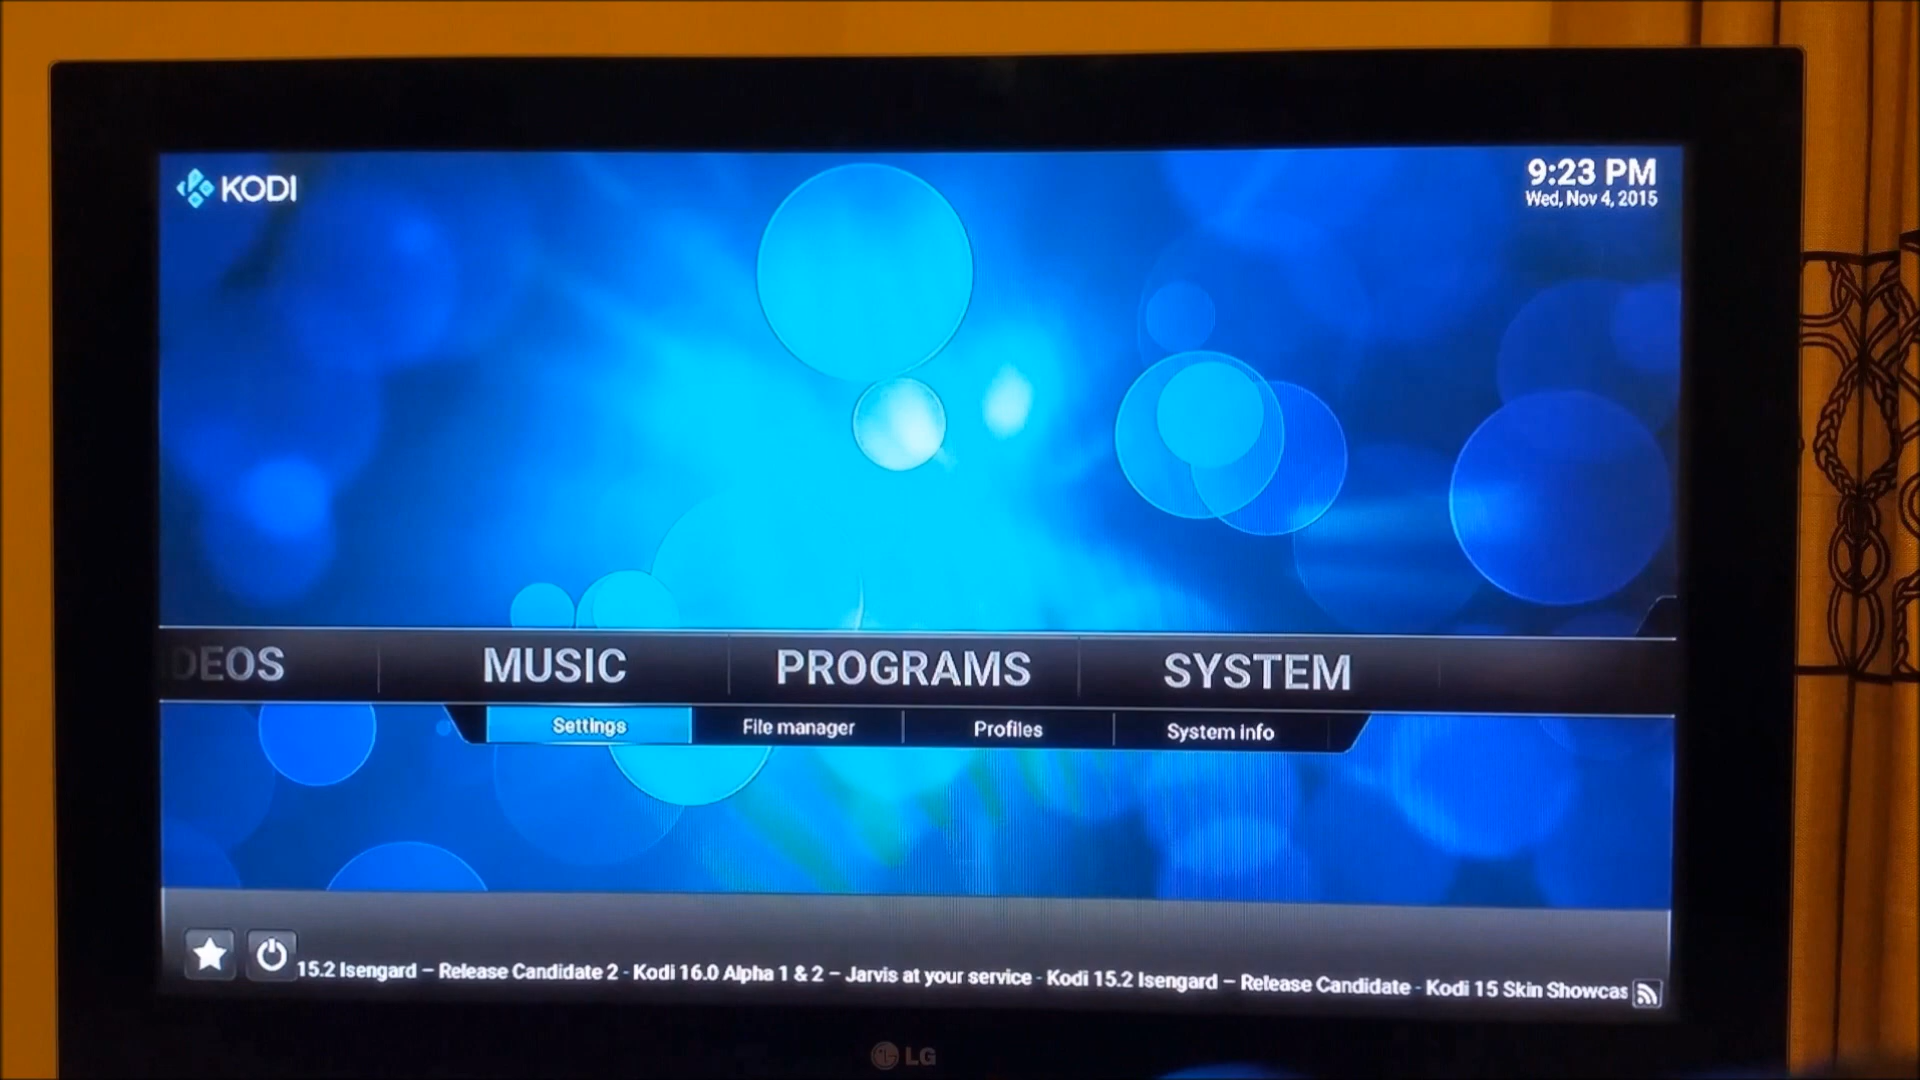 KODI
9:23 PM
Wed, Nov 4, 2015
IDEOS MUSIC PROGRAMS SYSTEM
Settings File manager Profiles System info
15.2 Isengard – Release Candidate 2 - Kodi 16.0 Alpha 1 & 2 – Jarvis at your service - Kodi 15.2 Isengard – Release Candidate - Kodi 15 Skin Showcas
LG